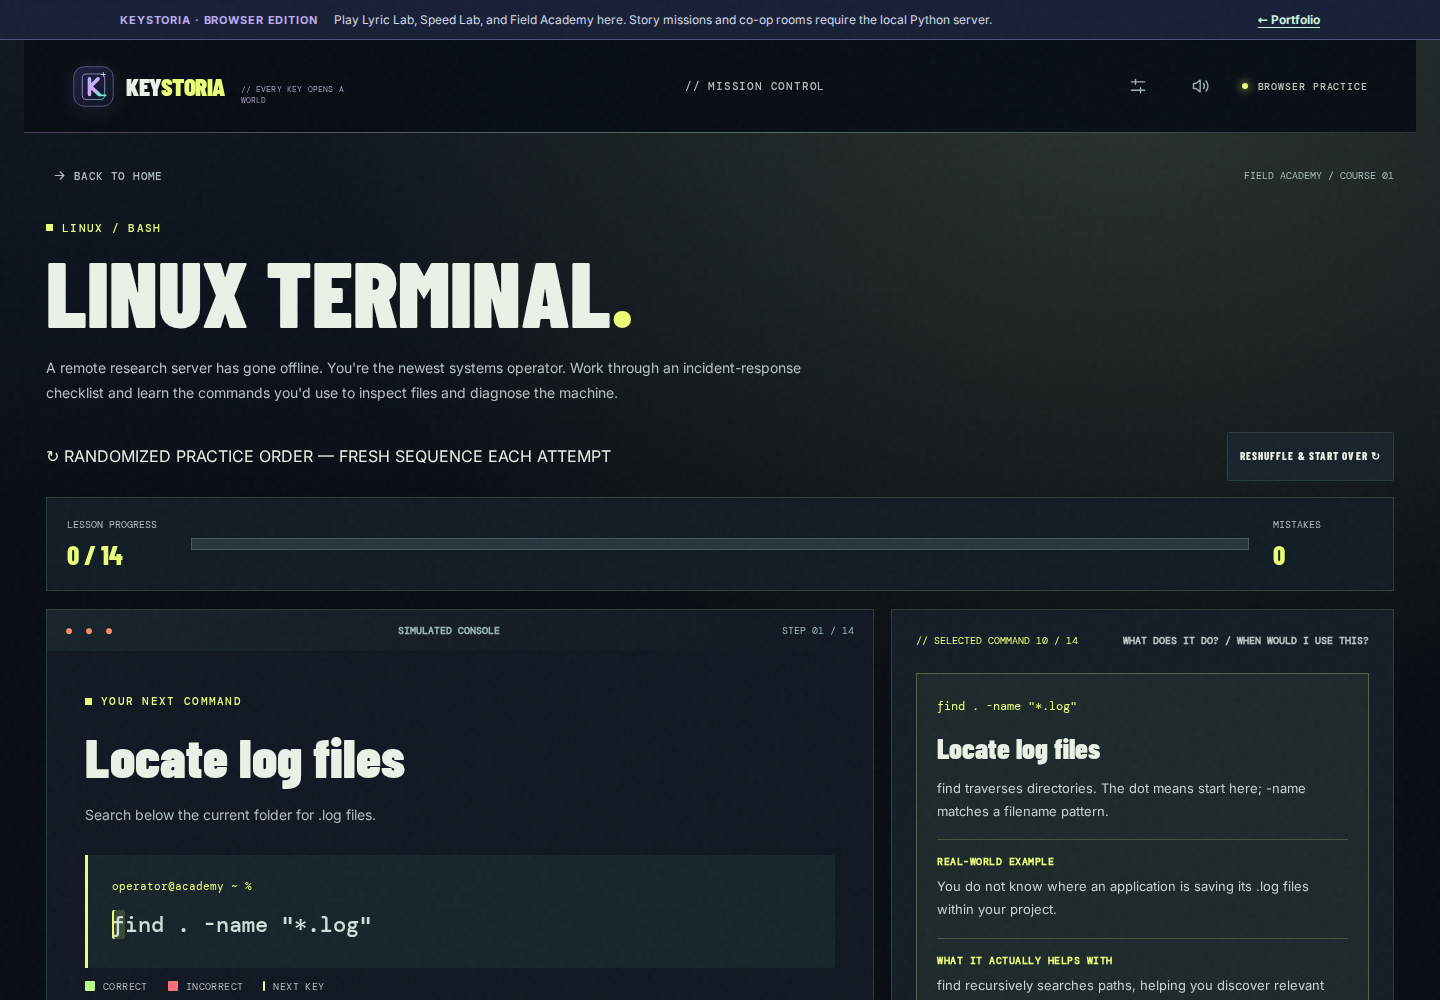 KEYSTORIA · BROWSER EDITION Play Lyric Lab, Speed Lab, and Field Academy here. Story missions and co-op rooms require the local Python server. ← Portfolio
K KEYSTORIA // EVERY KEY OPENS A
WORLD
// MISSION CONTROL
BROWSER PRACTICE
→ BACK TO HOME
FIELD ACADEMY / COURSE 01
LINUX / BASH
LINUX TERMINAL.
A remote research server has gone offline. You're the newest systems operator. Work through an incident-response
checklist and learn the commands you'd use to inspect files and diagnose the machine.
↻ RANDOMIZED PRACTICE ORDER — FRESH SEQUENCE EACH ATTEMPT
RESHUFFLE & START OVER ↻
LESSON PROGRESS
0 / 14
MISTAKES
0
SIMULATED CONSOLE
STEP 01 / 14
YOUR NEXT COMMAND
Locate log files
Search below the current folder for .log files.
operator@academy ~ %
find . -name "*.log"
CORRECT INCORRECT NEXT KEY
// SELECTED COMMAND 10 / 14
WHAT DOES IT DO? / WHEN WOULD I USE THIS?
find . -name "*.log"
Locate log files
find traverses directories. The dot means start here; -name
matches a filename pattern.
REAL-WORLD EXAMPLE
You do not know where an application is saving its .log files
within your project.
WHAT IT ACTUALLY HELPS WITH
find recursively searches paths, helping you discover relevant